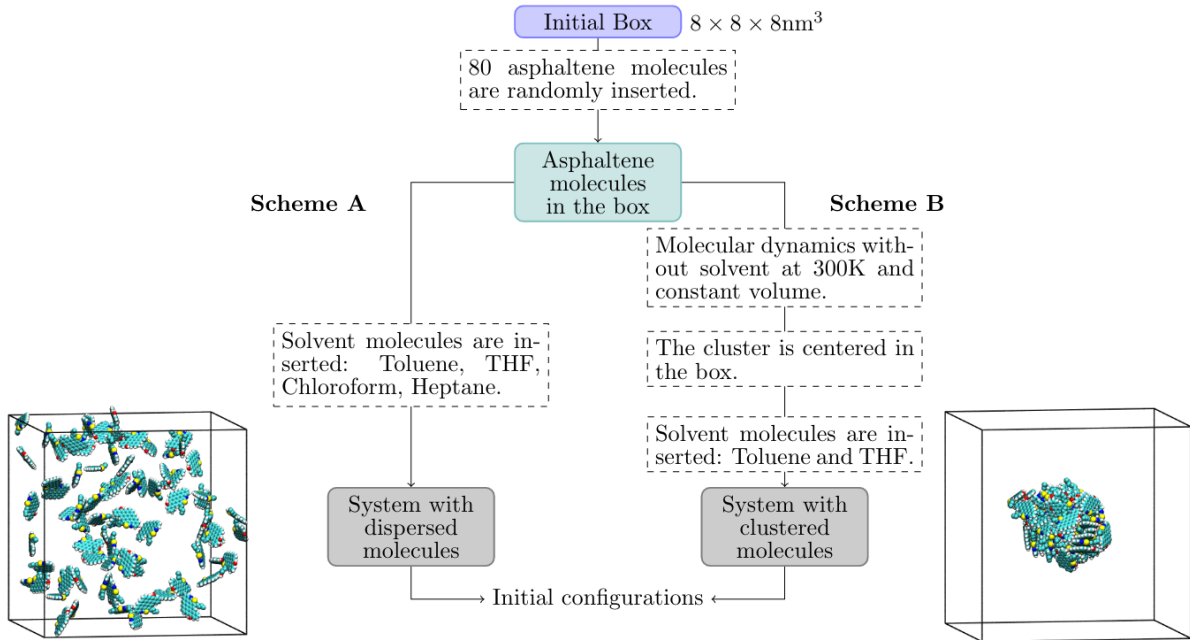 Initial Box 8 × 8 × 8nm³
80 asphaltene molecules
are randomly inserted.
Asphaltene
molecules
in the box
Scheme A
Scheme B
Solvent molecules are in-
serted: Toluene, THF,
Chloroform, Heptane.
System with
dispersed
molecules
Molecular dynamics with-
out solvent at 300K and
constant volume.
The cluster is centered in
the box.
Solvent molecules are in-
serted: Toluene and THF.
System with
clustered
molecules
Initial configurations